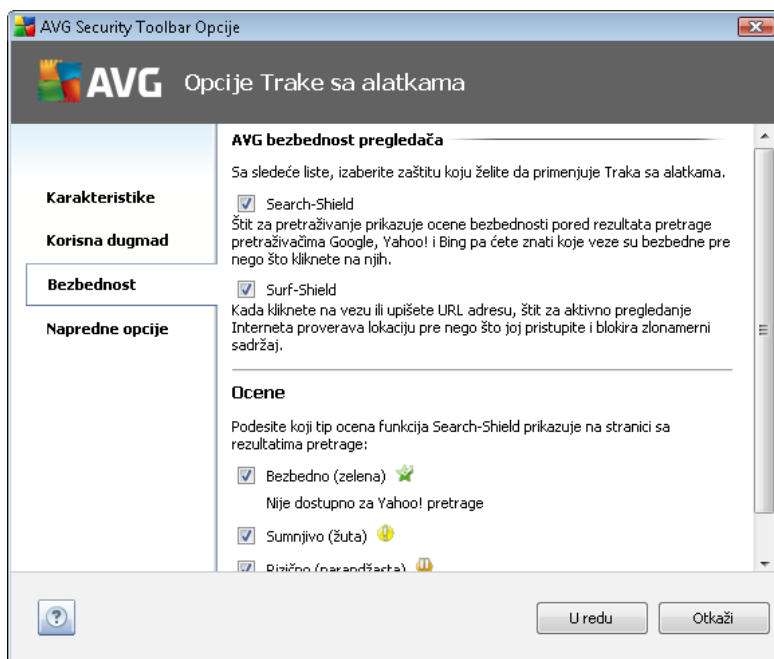 AVG Security Toolbar Opcije
AVG Opcije Trake sa alatkama
Karakteristike
Korisna dugmad
Bezbednost
Napredne opcije
AVG bezbednost pregledača
Sa sledeće liste, izaberite zaštitu koju želite da primenjuje Traka sa alatkama.
Search-Shield
Štit za pretraživanje prikazuje ocene bezbednosti pored rezultata pretrage
pretraživačima Google, Yahoo! i Bing pa ćete znati koje veze su bezbedne pre
nego što kliknete na njih.
Surf-Shield
Kada kliknete na vezu ili upišete URL adresu, štit za aktivno pregledanje
Interneta proverava lokaciju pre nego što joj pristupite i blokira zlonamerni
sadržaj.
Ocene
Podesite koji tip ocena funkcija Search-Shield prikazuje na stranici sa
rezultatima pretrage:
Bezbedno (zelena)
Nije dostupno za Yahoo! pretrage
Sumnjivo (žuta)
Rizično (narandžasta)
?
U redu
Otkaži